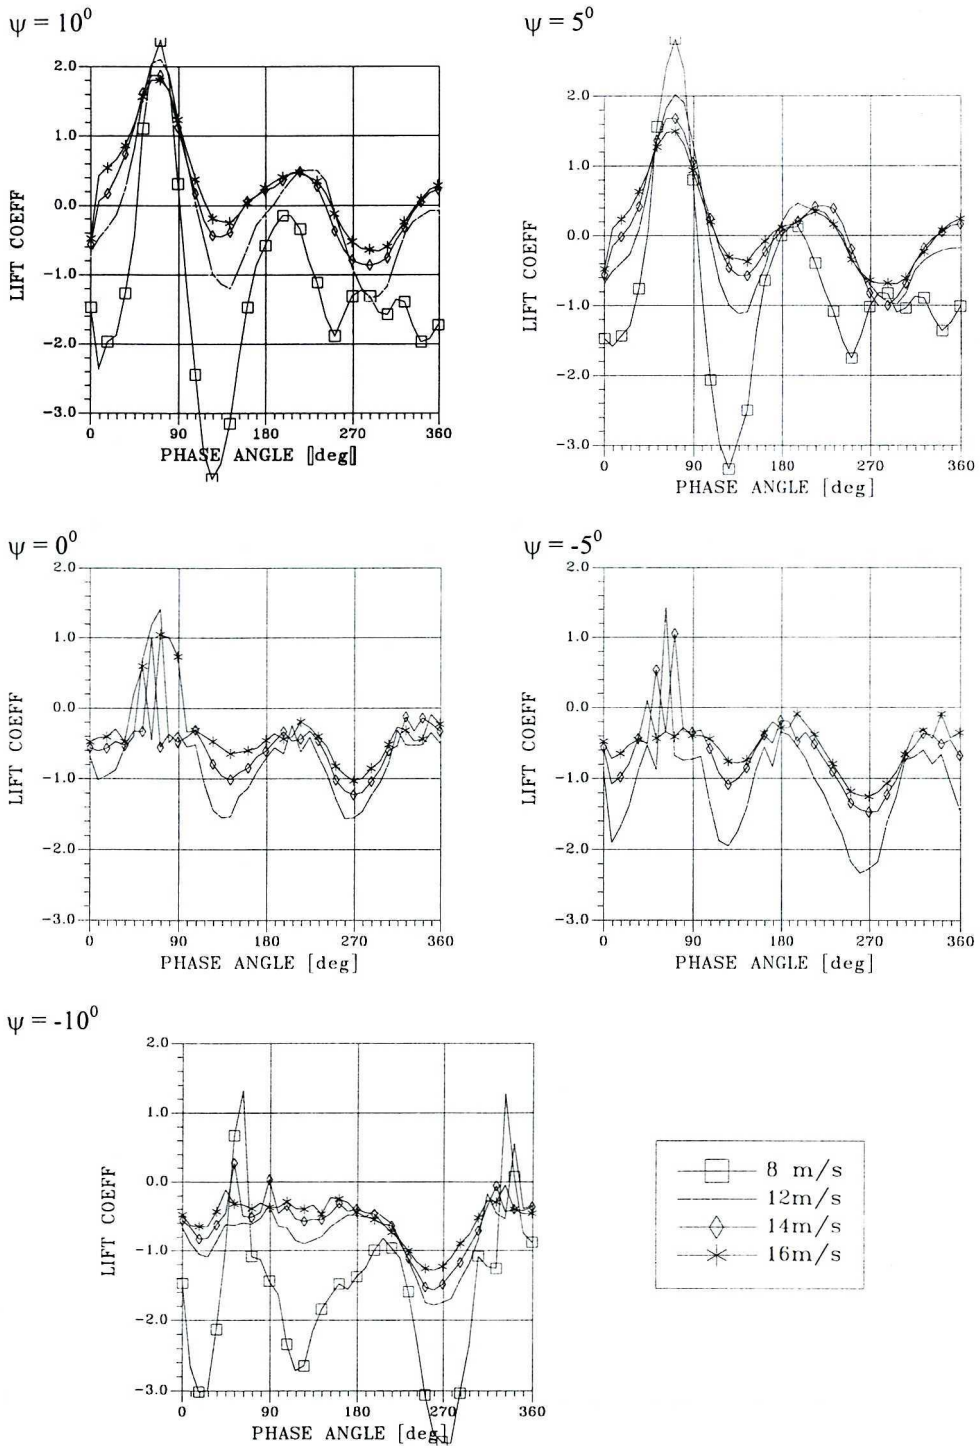 ψ = 10⁰
LIFT COEFF
2.0
1.0
0.0
-1.0
-2.0
-3.0
0 90 180 270 360
PHASE ANGLE [deg]
ψ = 5⁰
LIFT COEFF
2.0
1.0
0.0
-1.0
-2.0
-3.0
0 90 180 270 360
PHASE ANGLE [deg]
ψ = 0⁰
LIFT COEFF
2.0
1.0
0.0
-1.0
-2.0
-3.0
0 90 180 270 360
PHASE ANGLE [deg]
ψ = -5⁰
LIFT COEFF
2.0
1.0
0.0
-1.0
-2.0
-3.0
0 90 180 270 360
PHASE ANGLE [deg]
ψ = -10⁰
LIFT COEFF
2.0
1.0
0.0
-1.0
-2.0
-3.0
0 90 180 270 360
PHASE ANGLE [deg]
8 m/s
12m/s
14m/s
16m/s